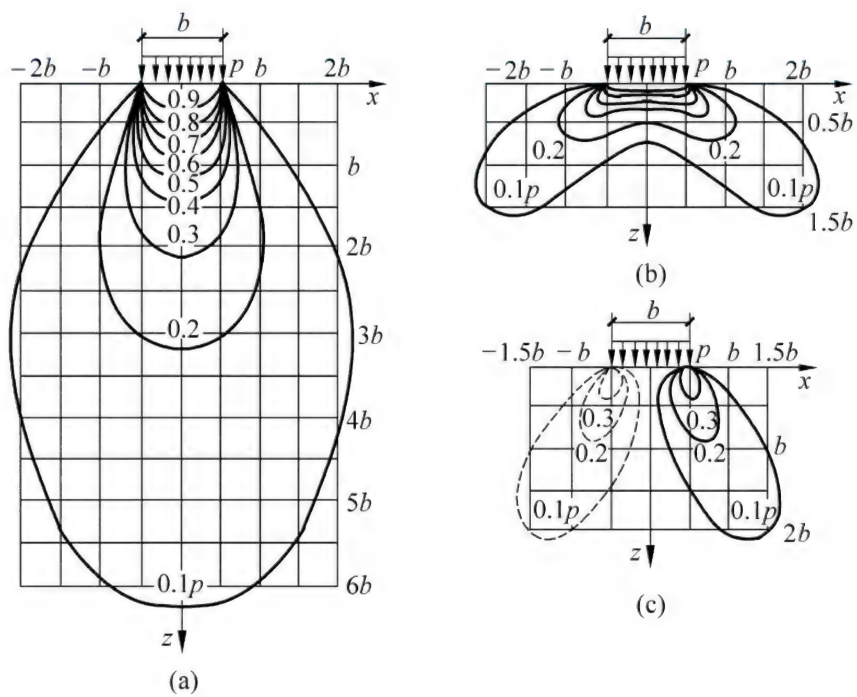 b
−2b −b p b 2b
x
0.9
0.8
0.7
0.6
0.5
0.4
0.3
0.2
0.1p
b
2b
3b
4b
5b
6b
z
(a)
b
−2b −b p b 2b
x
0.5b
0.2 0.2
0.1p 0.1p
1.5b
z
(b)
b
−1.5b −b p b 1.5b
x
0.3 0.3
0.2 0.2
b
0.1p 0.1p
2b
z
(c)